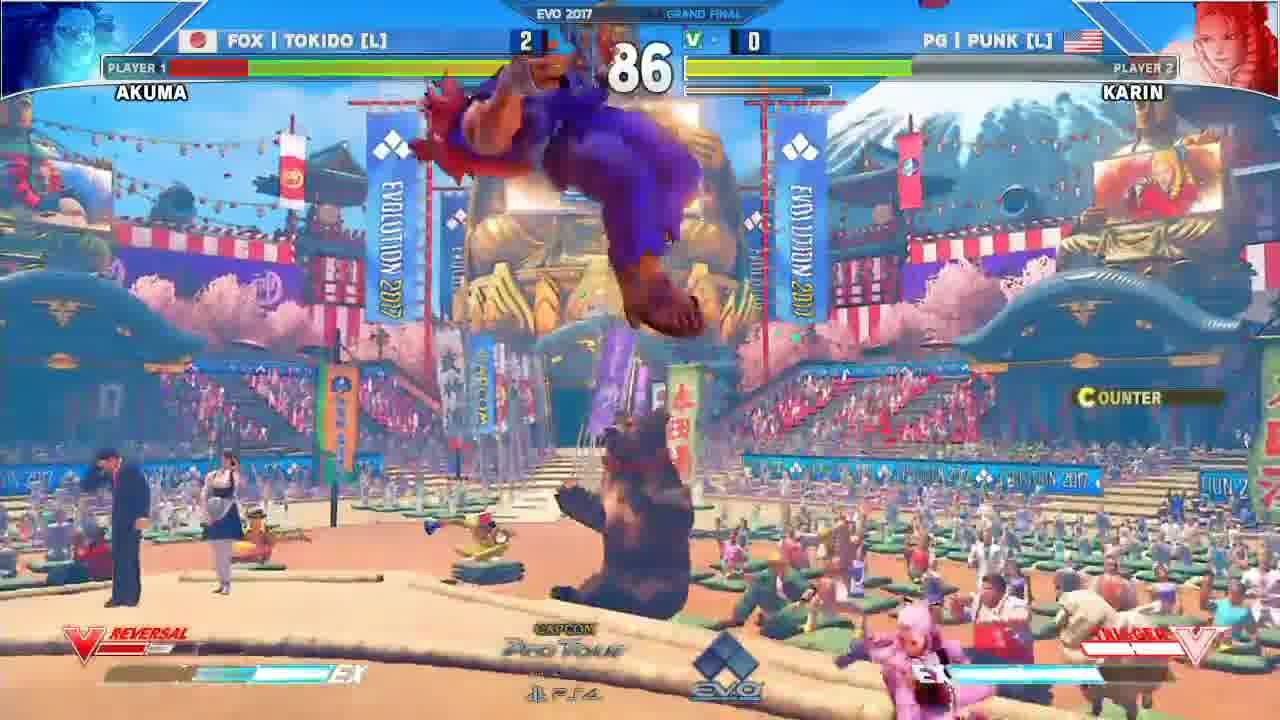 EVO 2017 GRAND FINAL
FOX | TOKIDO [L] 2 86 V 0 PG | PUNK [L]
PLAYER 1 PLAYER 2
AKUMA KARIN
EVOLUTION 2017 EVOLUTION 2017
COUNTER
REVERSAL TRIGGER
EX EX
CAPCOM
PRO TOUR
PS4 EVO